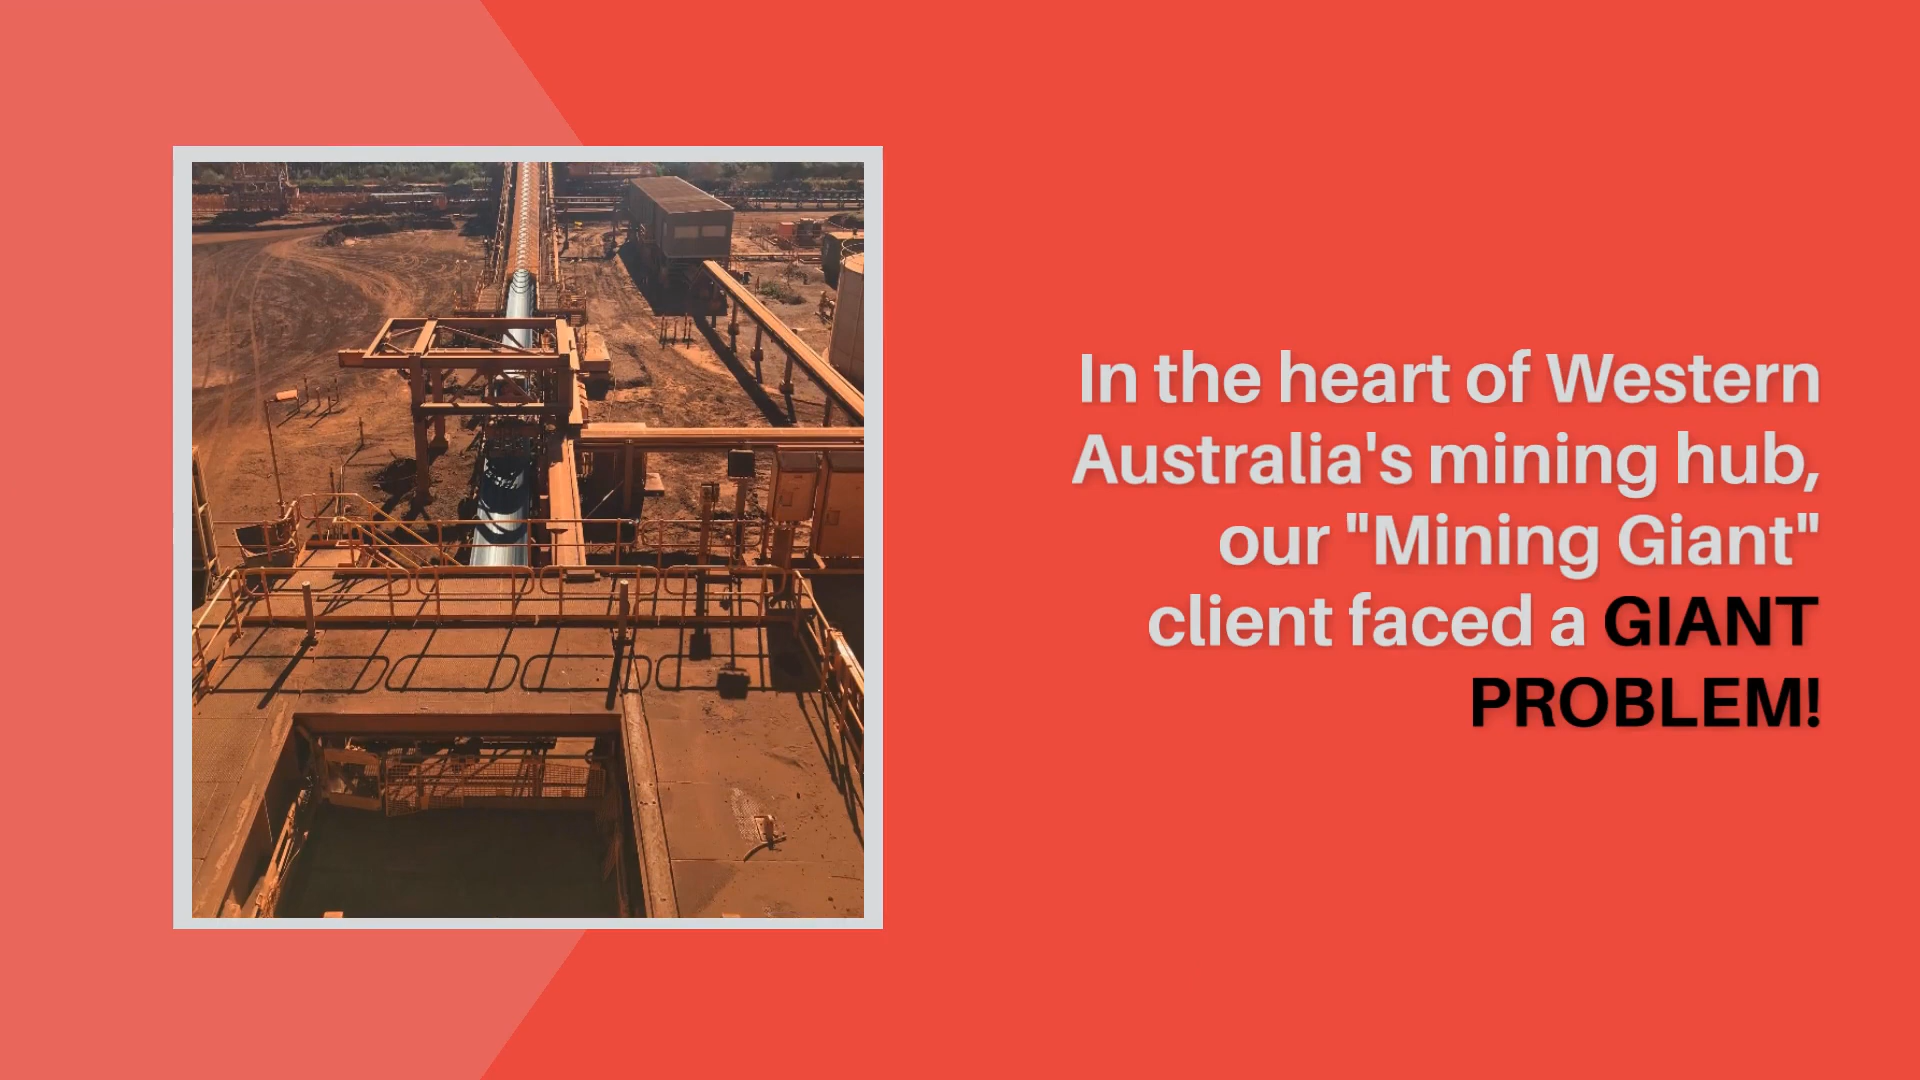 In the heart of Western
Australia's mining hub,
our "Mining Giant"
client faced a GIANT
PROBLEM!